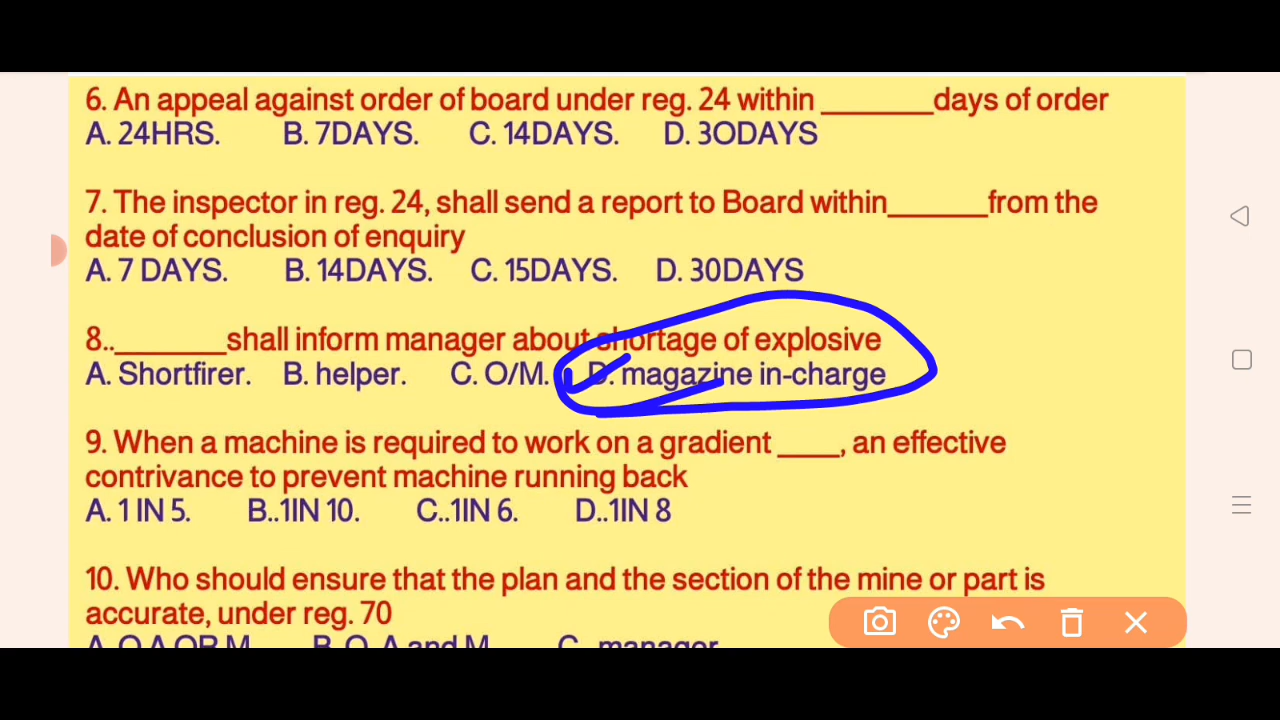 6. An appeal against order of board under reg. 24 within ________days of order
A. 24HRS. B. 7DAYS. C. 14DAYS. D. 3ODAYS
7. The inspector in reg. 24, shall send a report to Board within_______from the
date of conclusion of enquiry
A. 7 DAYS. B. 14DAYS. C. 15DAYS. D. 30DAYS
8..________shall inform manager about shortage of explosive
A. Shortfirer. B. helper. C. O/M. D. magazine in-charge
9. When a machine is required to work on a gradient ____, an effective
contrivance to prevent machine running back
A. 1 IN 5. B..1IN 10. C..1IN 6. D..1IN 8
10. Who should ensure that the plan and the section of the mine or part is
accurate, under reg. 70
A. O,A OR M. B. O, A and M. C. manager